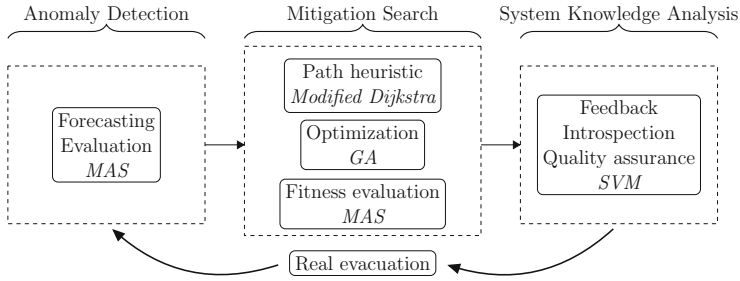 Anomaly Detection
Mitigation Search
System Knowledge Analysis
Forecasting
Evaluation
MAS
Path heuristic
Modified Dijkstra
Optimization
GA
Fitness evaluation
MAS
Feedback
Introspection
Quality assurance
SVM
Real evacuation